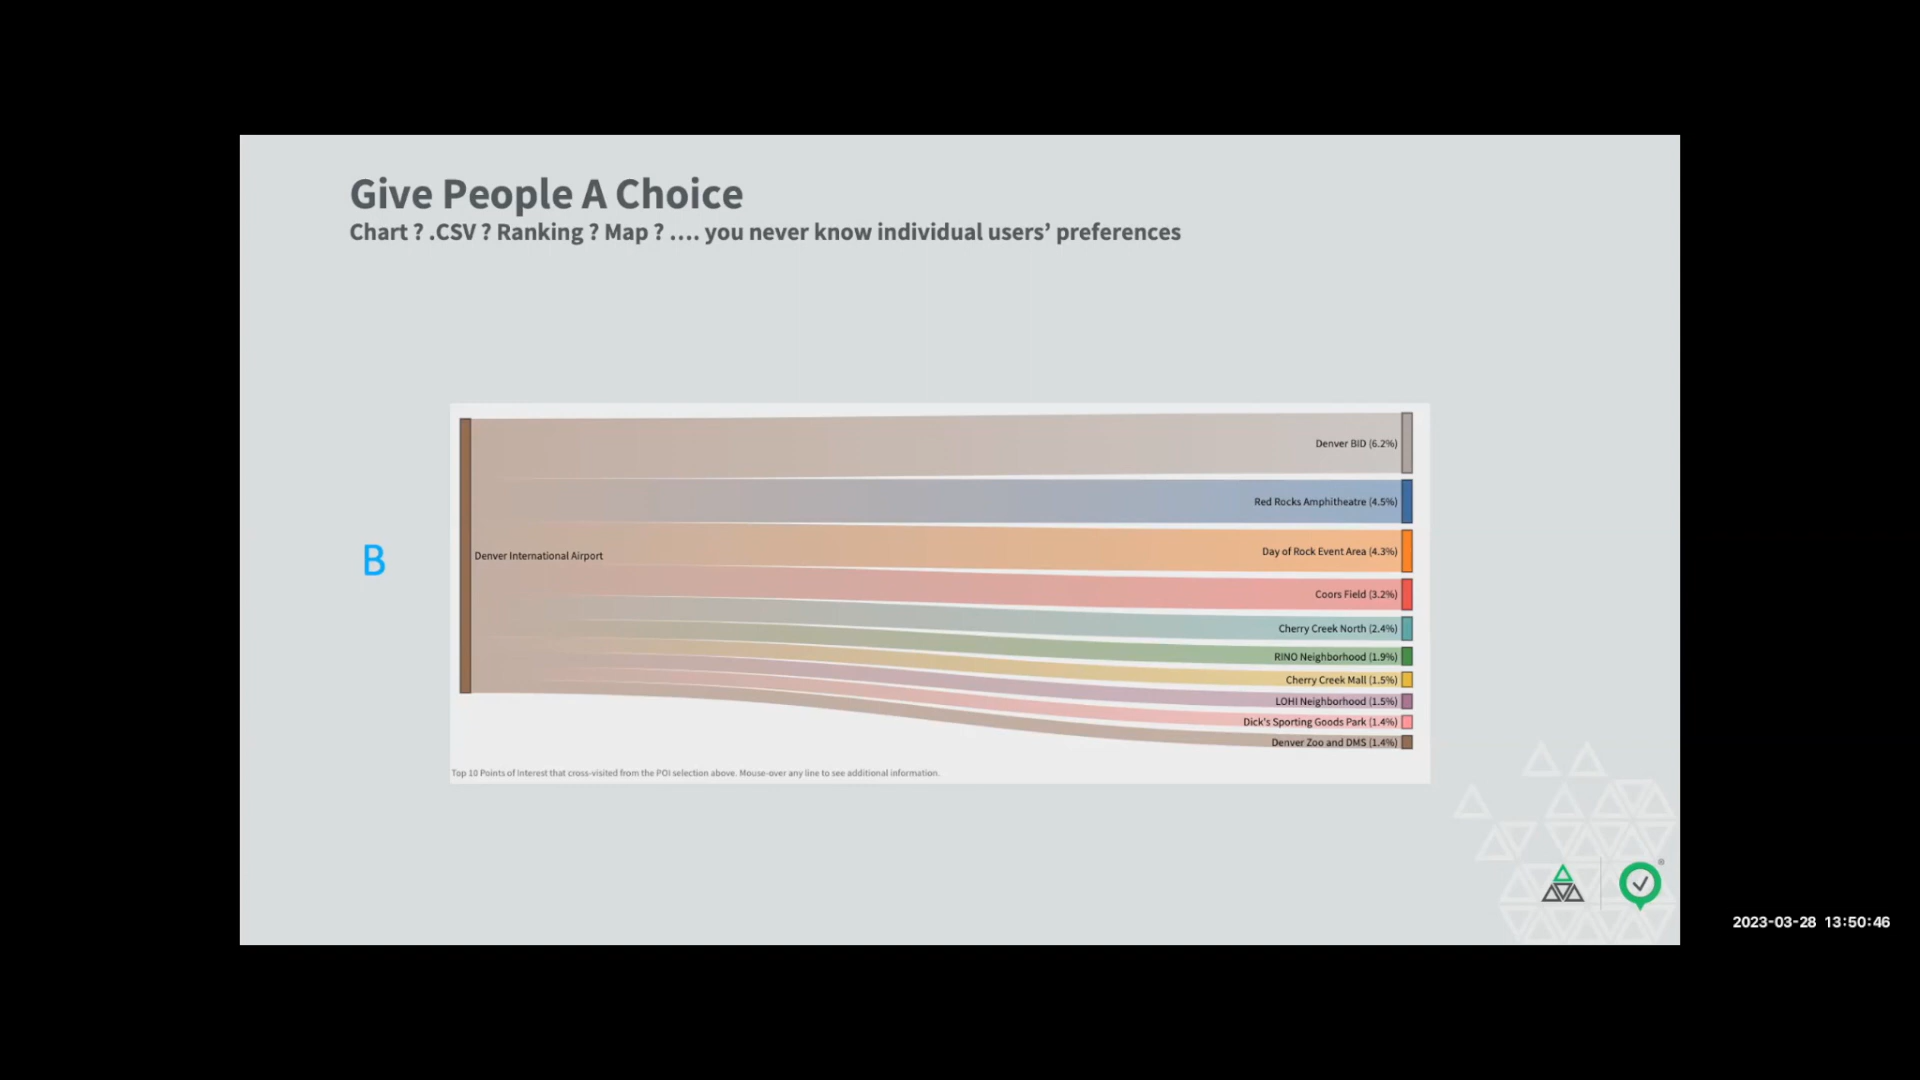 Give People A Choice
Chart ? .CSV ? Ranking ? Map ? .... you never know individual users’ preferences
B
Denver International Airport
Denver BID (6.2%)
Red Rocks Amphitheatre (4.5%)
Day of Rock Event Area (4.3%)
Coors Field (3.2%)
Cherry Creek North (2.4%)
RINO Neighborhood (1.9%)
Cherry Creek Mall (1.5%)
LOHI Neighborhood (1.5%)
Dick's Sporting Goods Park (1.4%)
Denver Zoo and DMS (1.4%)
Top 10 Points of Interest that cross-visited from the POI selection above. Mouse-over any line to see additional information.
2023-03-28 13:50:46